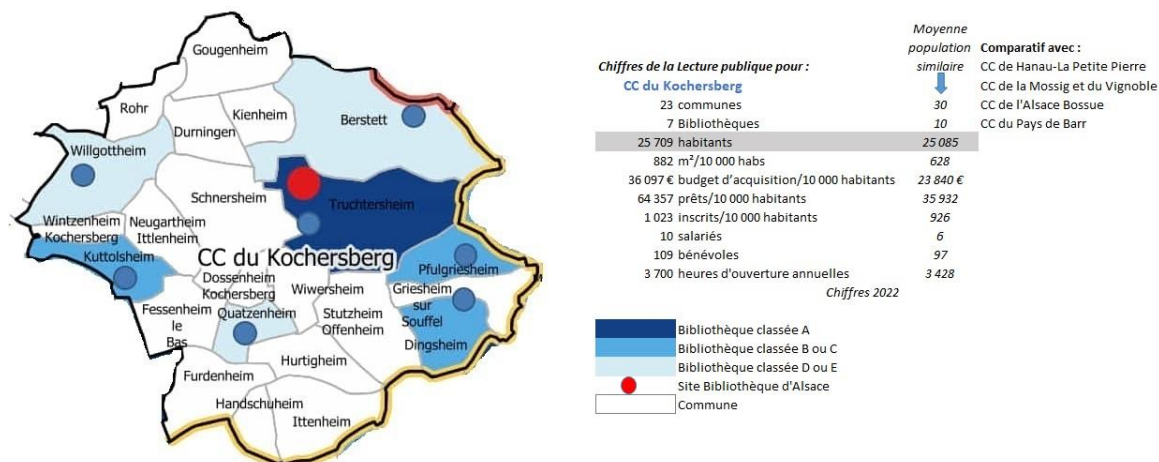 Gougenheim
Rohr
Kienheim
Durningen
Berstett
Willgottheim
Schnersheim
Truchtersheim
Wintzenheim
Kochersberg
Neugartheim
Ittlenheim
Kuttolsheim
CC du Kochersberg
Pfulgriesheim
Dossenheim
Kochersberg
Wiwersheim
Griesheim
sur
Souffel
Fessenheim
le
Bas
Quatzenheim
Stutzheim
Offenheim
Dingsheim
Hurtigheim
Furdenheim
Handschuheim
Ittenheim
Moyenne
population
similaire
Comparatif avec :
Chiffres de la Lecture publique pour :
CC de Hanau-La Petite Pierre
CC du Kochersberg
CC de la Mossig et du Vignoble
23 communes 30
CC de l'Alsace Bossue
7 Bibliothèques 10
CC du Pays de Barr
25 709 habitants 25 085
882 m²/10 000 habs 628
36 097 € budget d'acquisition/10 000 habitants 23 840 €
64 357 prêts/10 000 habitants 35 932
1 023 inscrits/10 000 habitants 926
10 salariés 6
109 bénévoles 97
3 700 heures d'ouverture annuelles 3 428
Chiffres 2022
Bibliothèque classée A
Bibliothèque classée B ou C
Bibliothèque classée D ou E
Site Bibliothèque d'Alsace
Commune